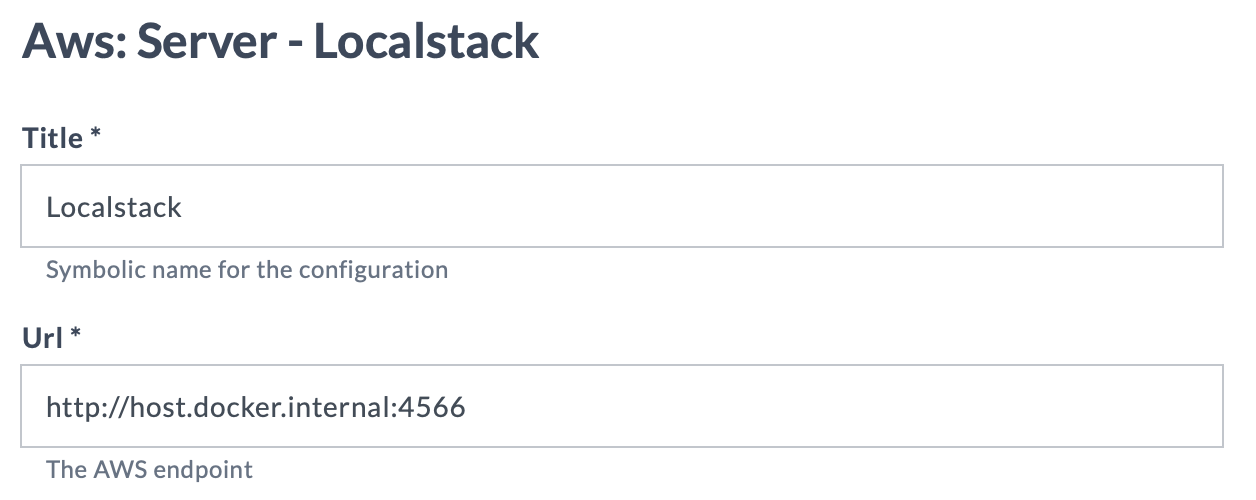 Aws: Server - Localstack
Title *
Localstack
Symbolic name for the configuration
Url *
http://host.docker.internal:4566
The AWS endpoint